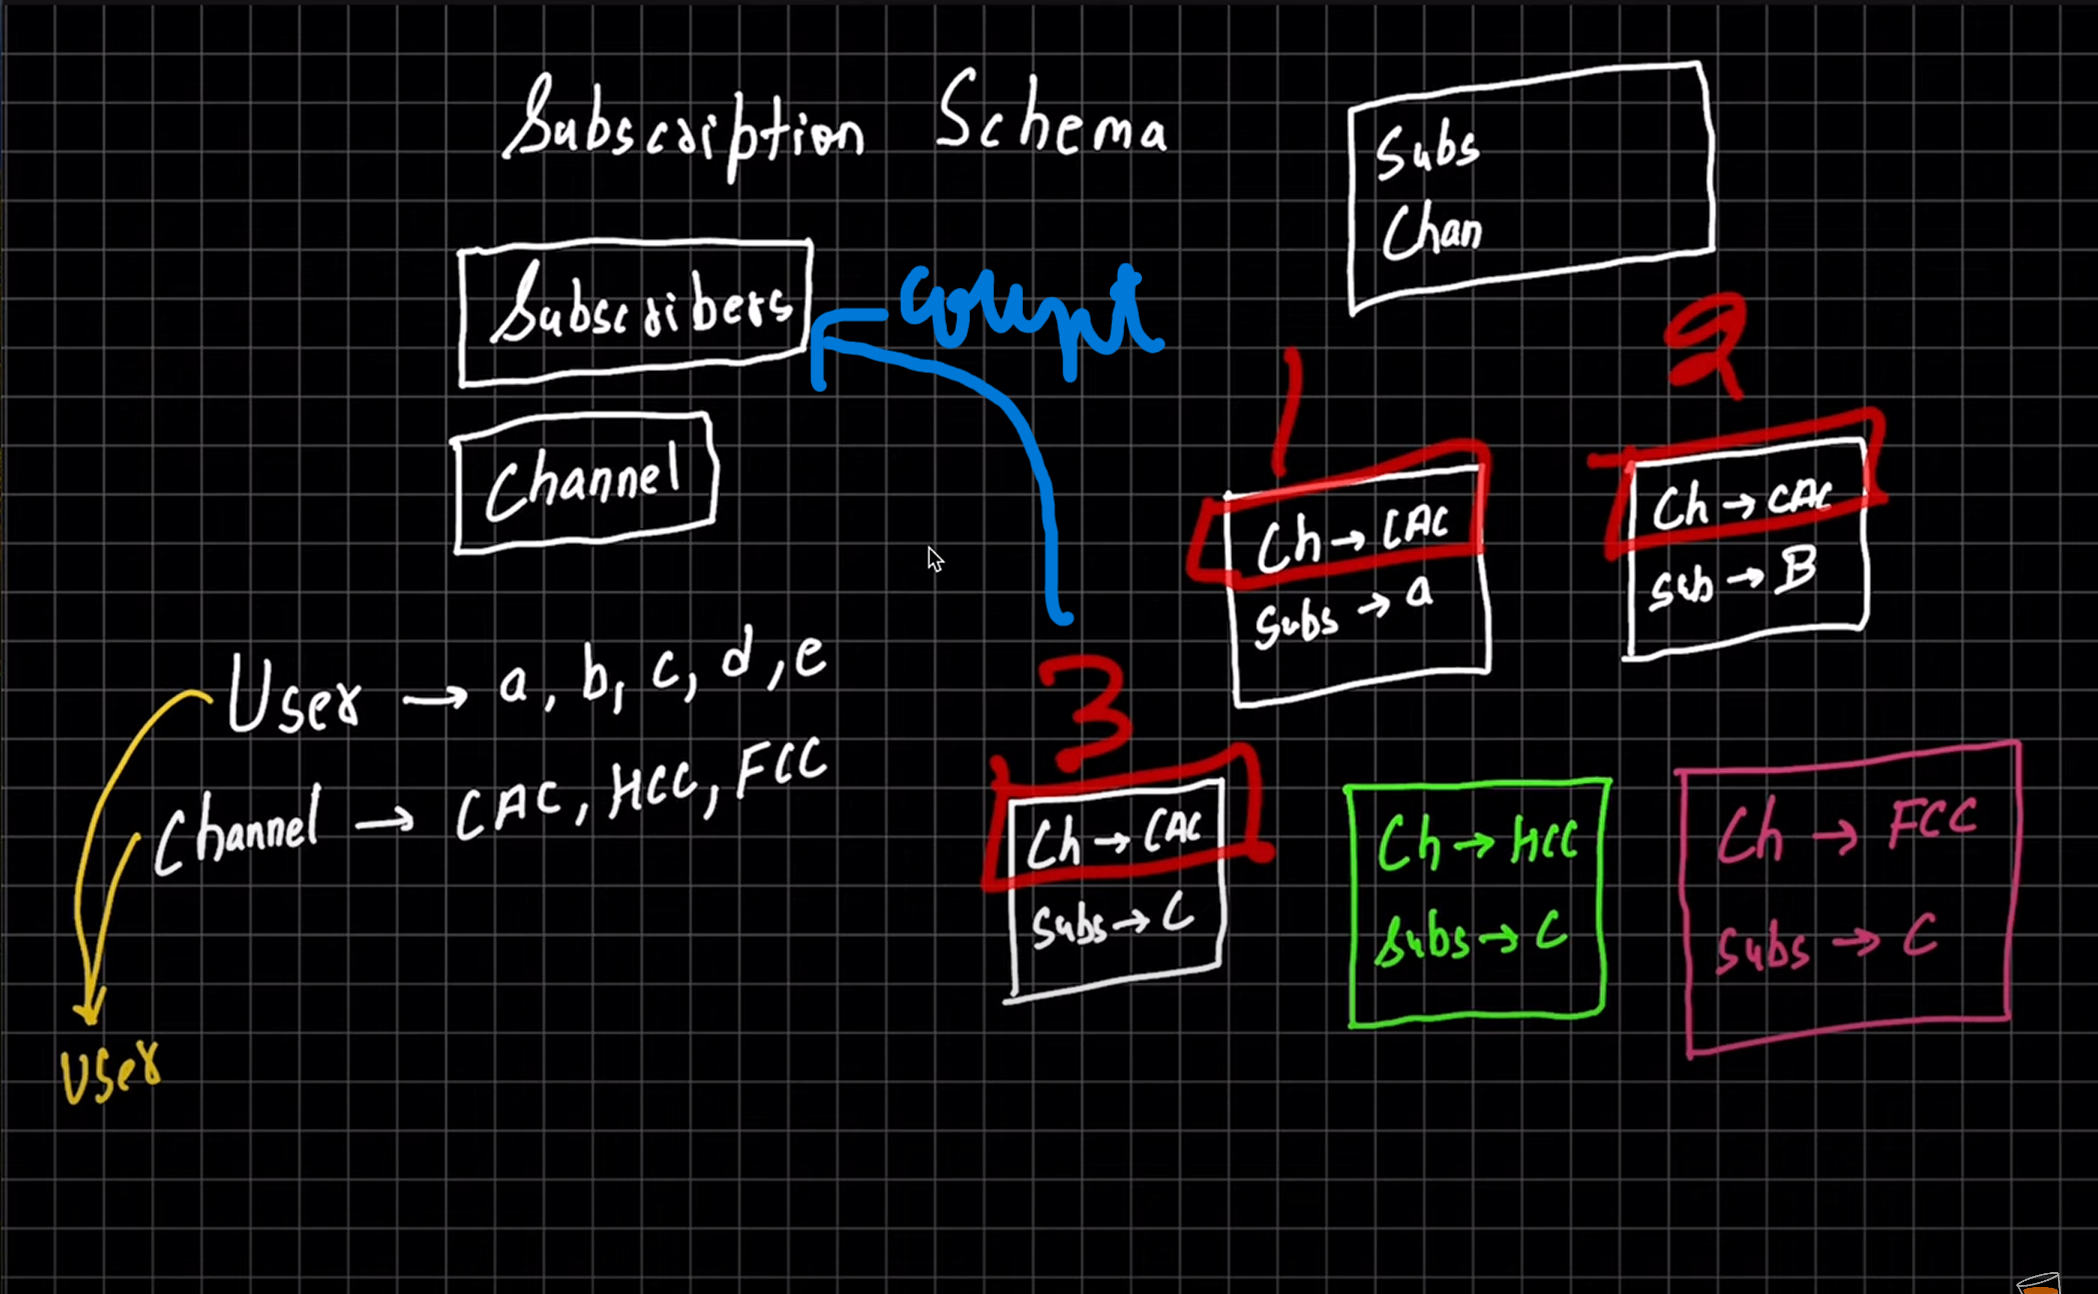 Subscription Schema
Subs
Chan
Subscribers
count
Channel
1
2
Ch → CAC
Subs → a
Ch → CAC
Sub → B
User → a, b, c, d, e
Channel → CAC, HCC, FCC
User
3
Ch → CAC
Subs → C
Ch → HCC
Subs → C
Ch → FCC
Subs → C